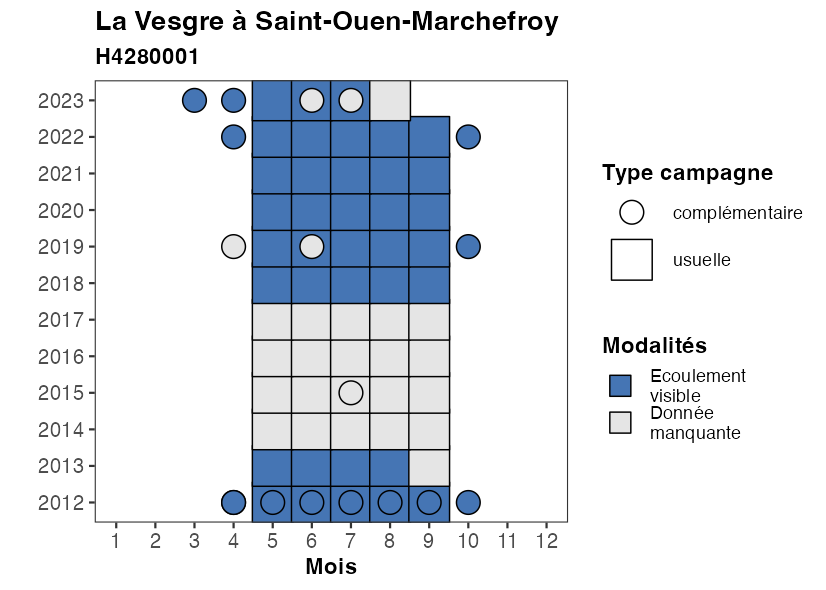 La Vesgre à Saint-Ouen-Marchefroy
H4280001
2023
2022
2021
2020
2019
2018
2017
2016
2015
2014
2013
2012
1 2 3 4 5 6 7 8 9 10 11 12
Mois
Type campagne
complémentaire
usuelle
Modalités
Ecoulement
visible
Donnée
manquante